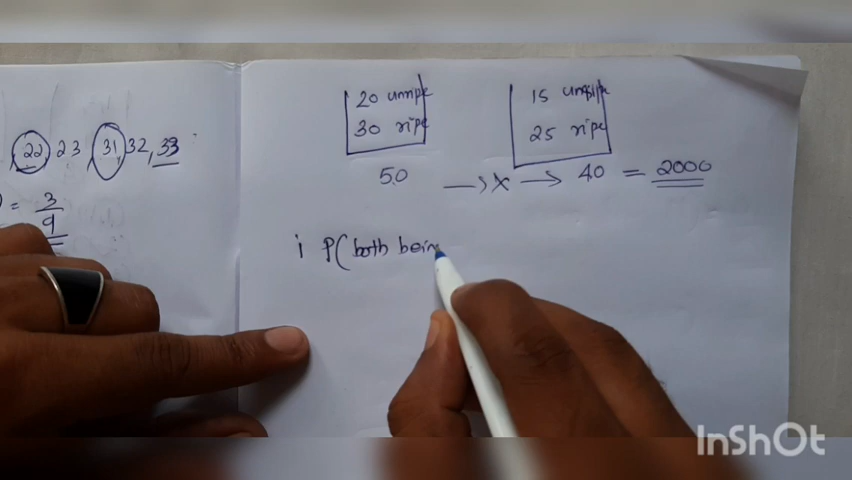 , 22, 23, 31, 32, 33
= 3/9
20 unripe
30 ripe
50
15 unripe
25 ripe
→ x → 40 = 2000
i P( both bein
InShOt